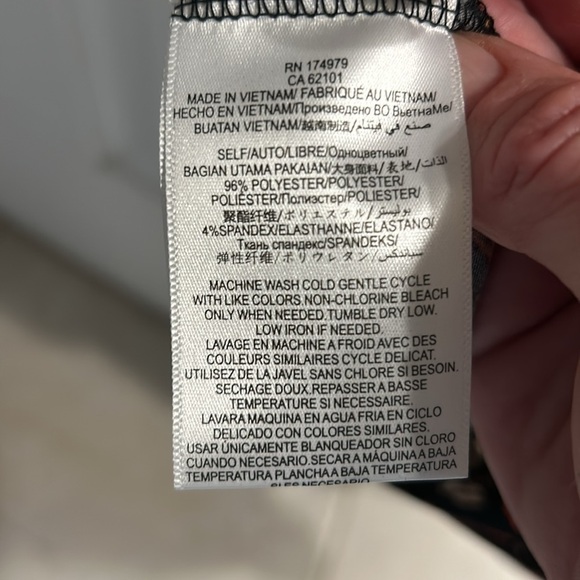 RN 174979
CA 62101
MADE IN VIETNAM/ FABRIQUÉ AU VIETNAM/
HECHO EN VIETNAM/Произведено ВО ВьетнаМе/
BUATAN VIETNAM/越南制造/صنع في فيتنام
SELF/AUTO/LIBRE/Одноцветный/
BAGIAN UTAMA PAKAIAN/大身面料/表地/الذات
96% POLYESTER/POLYESTER/
POLIÉSTER/Полиэстер/POLIESTER/
聚酯纤维/ポリエステル/بوليستر
4%SPANDEX/ELASTHANNE/ELASTANO/
Ткань спандекс/SPANDEKS/
弹性纤维/ポリウレタン/سباندكس
MACHINE WASH COLD GENTLE CYCLE
WITH LIKE COLORS.NON-CHLORINE BLEACH
ONLY WHEN NEEDED.TUMBLE DRY LOW.
LOW IRON IF NEEDED.
LAVAGE EN MACHINE A FROID AVEC DES
COULEURS SIMILAIRES CYCLE DELICAT.
UTILISEZ DE LA JAVEL SANS CHLORE SI BESOIN.
SECHAGE DOUX.REPASSER A BASSE
TEMPERATURE SI NECESSAIRE.
LAVARA MAQUINA EN AGUA FRIA EN CICLO
DELICADO CON COLORES SIMILARES.
USAR ÚNICAMENTE BLANQUEADOR SIN CLORO
CUANDO NECESARIO.SECAR A MÁQUINA A BAJA
TEMPERATURA PLANCHA A BAJA TEMPERATURA